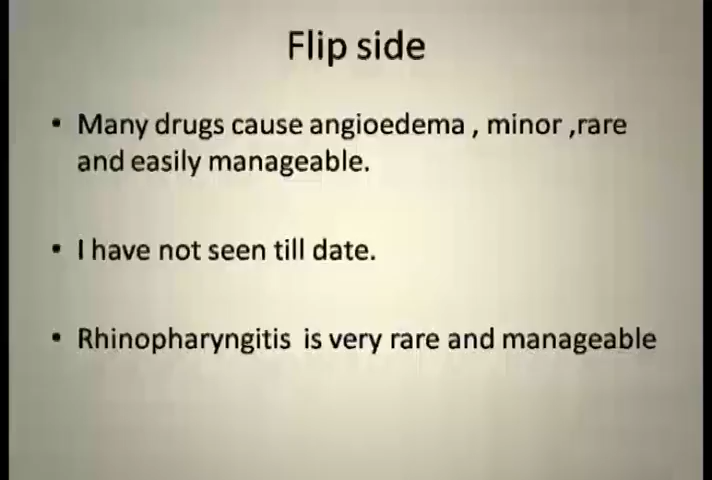 Flip side
• Many drugs cause angioedema , minor ,rare
and easily manageable.
• I have not seen till date.
• Rhinopharyngitis is very rare and manageable